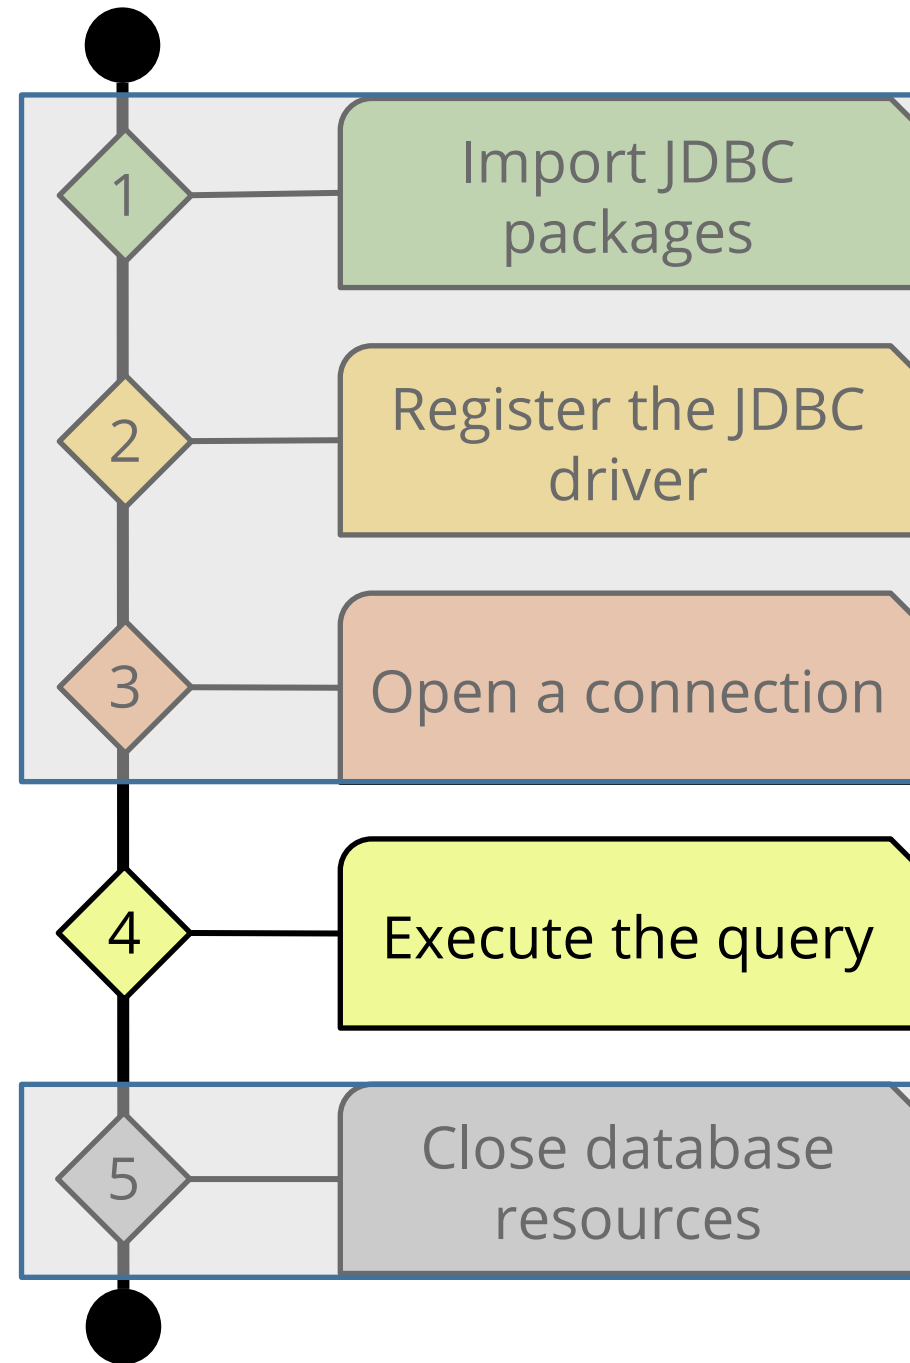 1
Import JDBC
packages
2
Register the JDBC
driver
3
Open a connection
4
Execute the query
5
Close database
resources